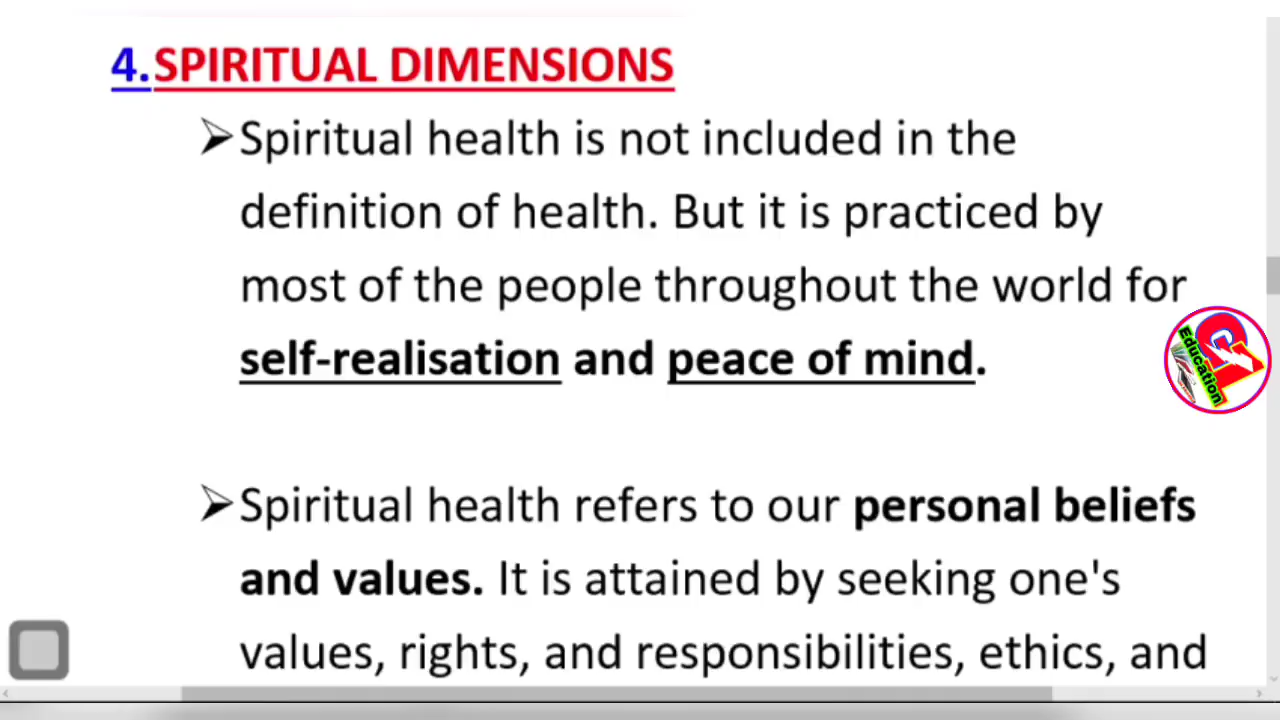 4.SPIRITUAL DIMENSIONS
➢Spiritual health is not included in the
definition of health. But it is practiced by
most of the people throughout the world for
self-realisation and peace of mind.
Education
➢Spiritual health refers to our personal beliefs
and values. It is attained by seeking one's
values, rights, and responsibilities, ethics, and